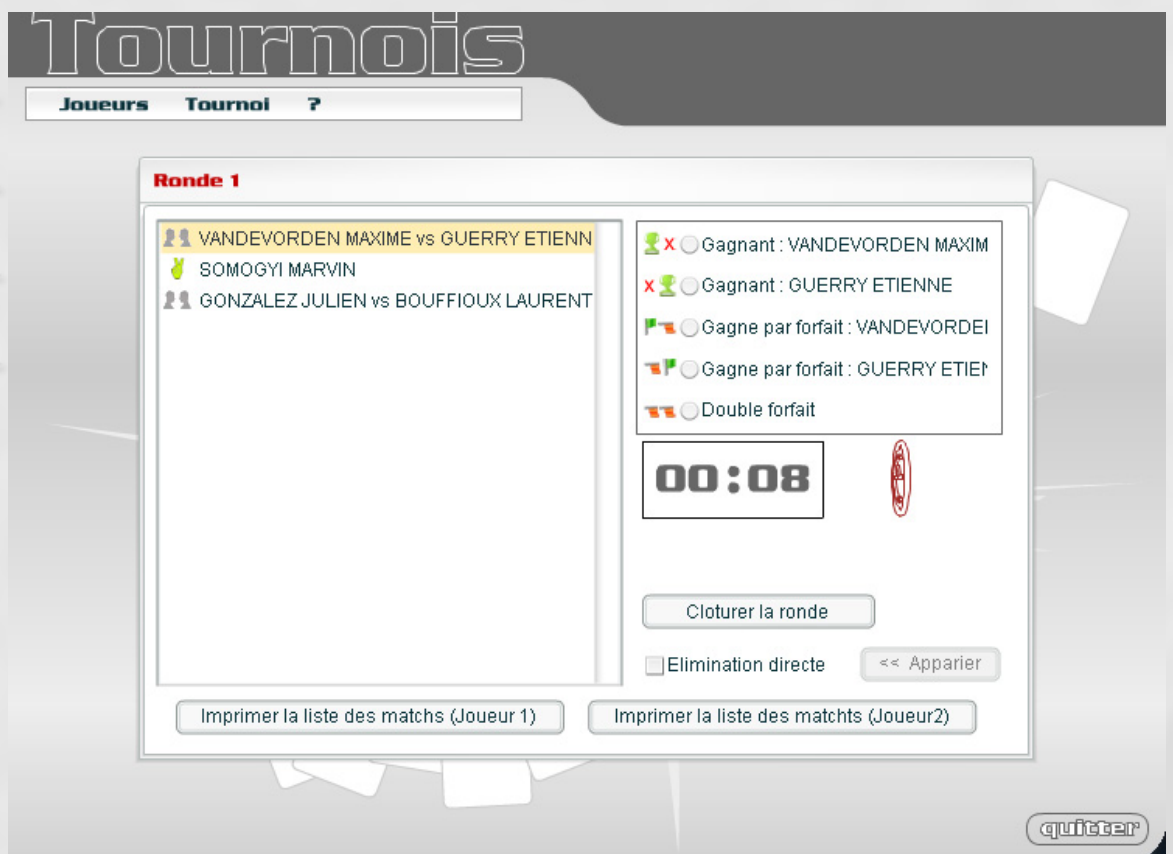 Tournois
Joueurs Tournoi ?
Ronde 1
VANDEVORDEN MAXIME vs GUERRY ETIENN
SOMOGYI MARVIN
GONZALEZ JULIEN vs BOUFFIOUX LAURENT
X Gagnant : VANDEVORDEN MAXIM
X Gagnant : GUERRY ETIENNE
Gagne par forfait : VANDEVORDEI
Gagne par forfait : GUERRY ETIEN
Double forfait
00:08
Cloturer la ronde
Elimination directe
<< Apparier
Imprimer la liste des matchs (Joueur 1)
Imprimer la liste des matchts (Joueur2)
quitter